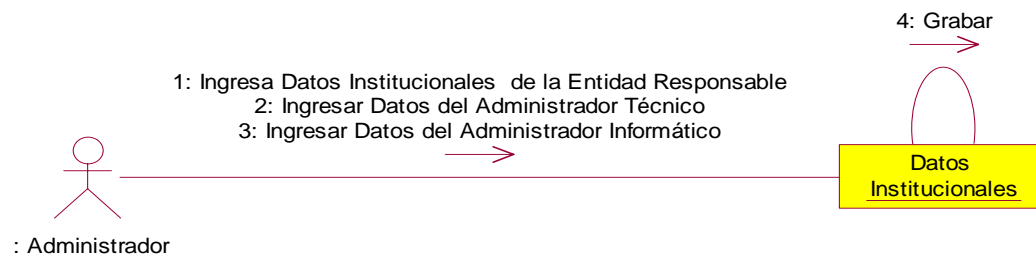 4: Grabar
1: Ingresa Datos Institucionales de la Entidad Responsable
2: Ingresar Datos del Administrador Técnico
3: Ingresar Datos del Administrador Informático
Datos
Institucionales
: Administrador